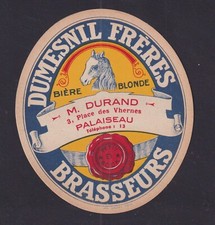 DUMESNIL FRÈRES
BIÈRE BLONDE
M. DURAND
3, Place des Vhernes
PALAISEAU
Téléphone : 13
BRASSEURS